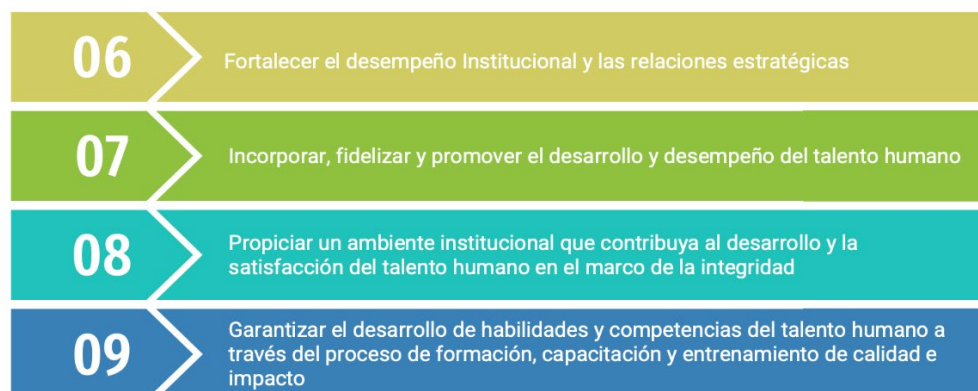 06
Fortalecer el desempeño Institucional y las relaciones estratégicas
07
Incorporar, fidelizar y promover el desarrollo y desempeño del talento humano
08
Propiciar un ambiente institucional que contribuya al desarrollo y la
satisfacción del talento humano en el marco de la integridad
09
Garantizar el desarrollo de habilidades y competencias del talento humano a
través del proceso de formación, capacitación y entrenamiento de calidad e
impacto